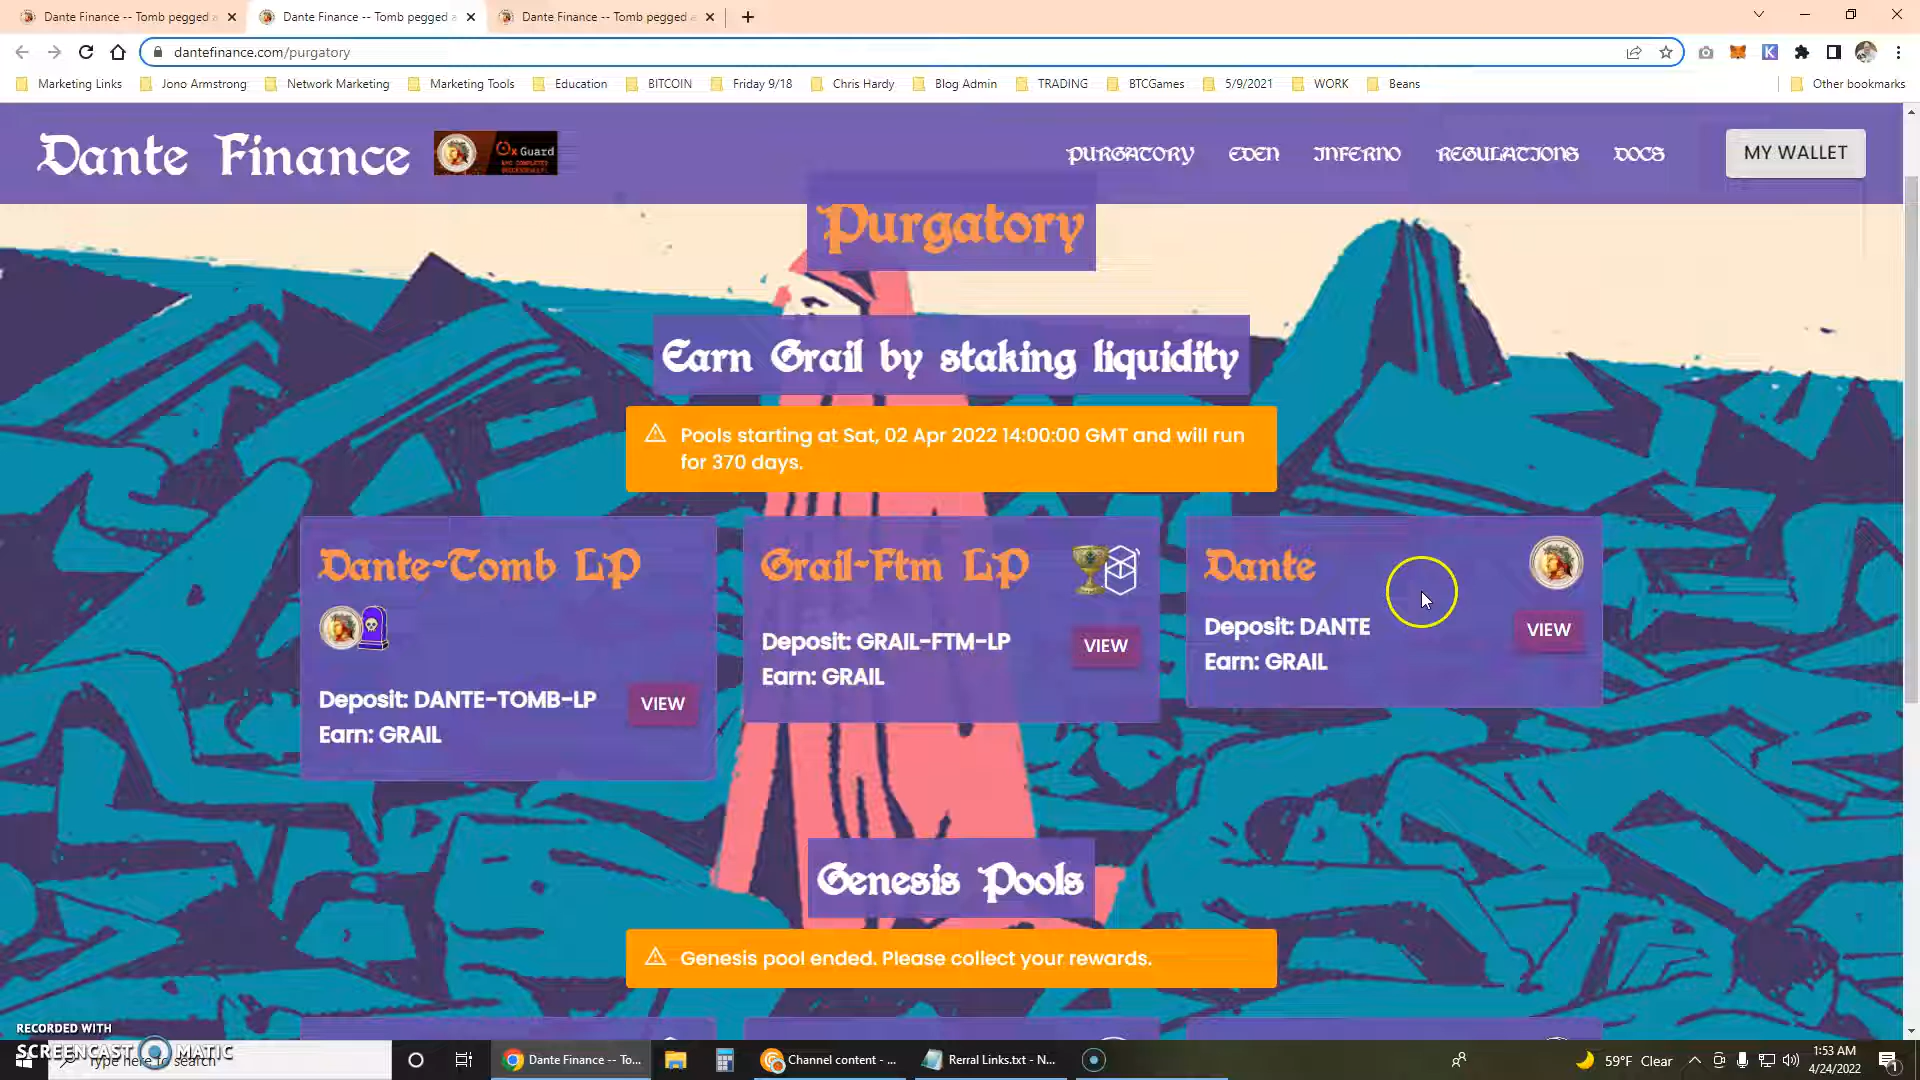 Dante Finance -- Tomb pegged a
Dante Finance -- Tomb pegged a
Dante Finance -- Tomb pegged a
dantefinance.com/purgatory
Marketing Links
Jono Armstrong
Network Marketing
Marketing Tools
Education
BITCOIN
Friday 9/18
Chris Hardy
Blog Admin
TRADING
BTCGames
5/9/2021
WORK
Beans
Other bookmarks
Dante Finance
0x Guard
PURGATORY
EDEN
INFERNO
REGULATIONS
DOCS
MY WALLET
Purgatory
Earn Grail by staking liquidity
Pools starting at Sat, 02 Apr 2022 14:00:00 GMT and will run
for 370 days.
Dante-Tomb LP
Deposit: DANTE-TOMB-LP
Earn: GRAIL
VIEW
Grail-Ftm LP
Deposit: GRAIL-FTM-LP
Earn: GRAIL
VIEW
Dante
Deposit: DANTE
Earn: GRAIL
VIEW
Genesis Pools
Genesis pool ended. Please collect your rewards.
RECORDED WITH
SCREENCAST MATIC
Type here to search
Dante Finance -- To...
Channel content - ...
Rerral Links.txt - N...
59°F Clear
1:53 AM
4/24/2022
1